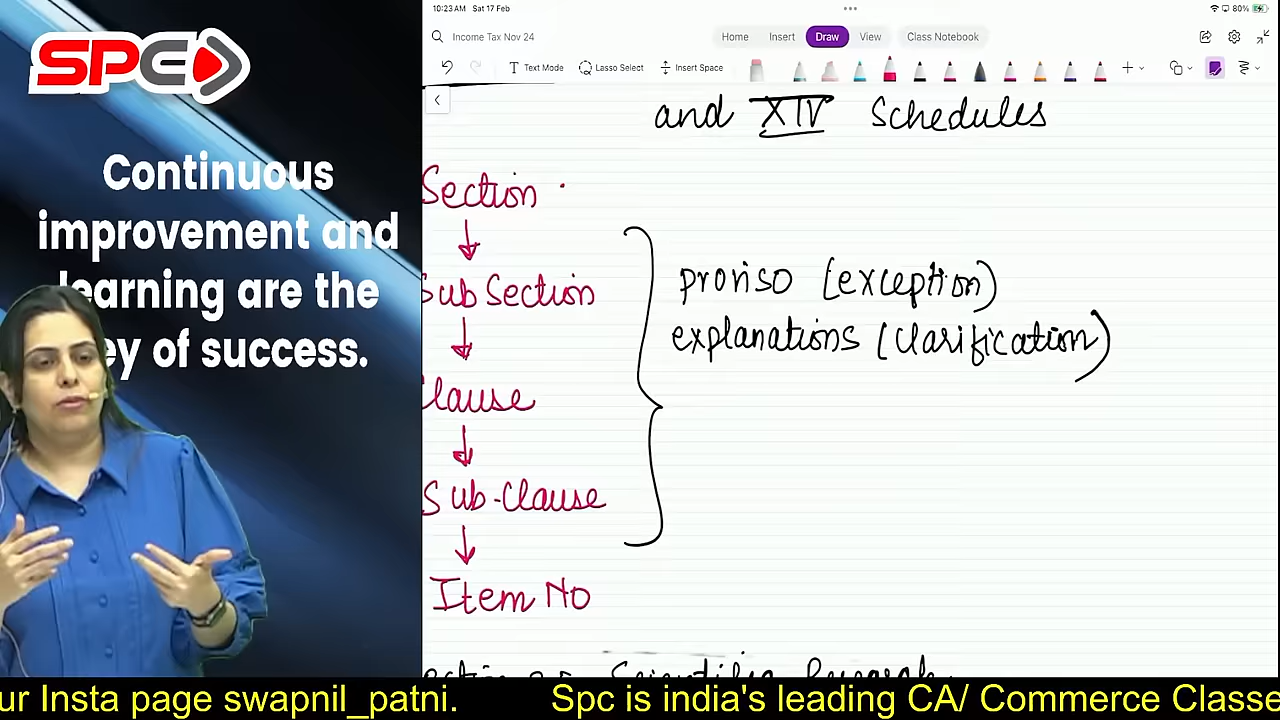 10:23 AM Sat 17 Feb
80%
Income Tax Nov 24
Home Insert Draw View Class Notebook
Text Mode Lasso Select Insert Space
SPC
Continuous
improvement and
learning are the
key of success.
and XIV Schedules
Section
Sub Section
Clause
Sub-Clause
Item No
proviso (exception)
explanations (Clarification)
Scientific Research
ur Insta page swapnil_patni. Spc is india's leading CA/ Commerce Classe